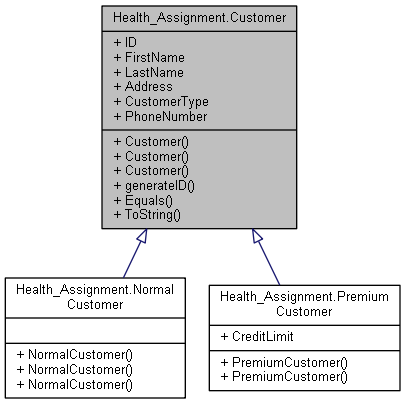 Health_Assignment.Customer
+ ID
+ FirstName
+ LastName
+ Address
+ CustomerType
+ PhoneNumber
+ Customer()
+ Customer()
+ Customer()
+ generateID()
+ Equals()
+ ToString()
Health_Assignment.Normal
Customer
+ NormalCustomer()
+ NormalCustomer()
+ NormalCustomer()
Health_Assignment.Premium
Customer
+ CreditLimit
+ PremiumCustomer()
+ PremiumCustomer()